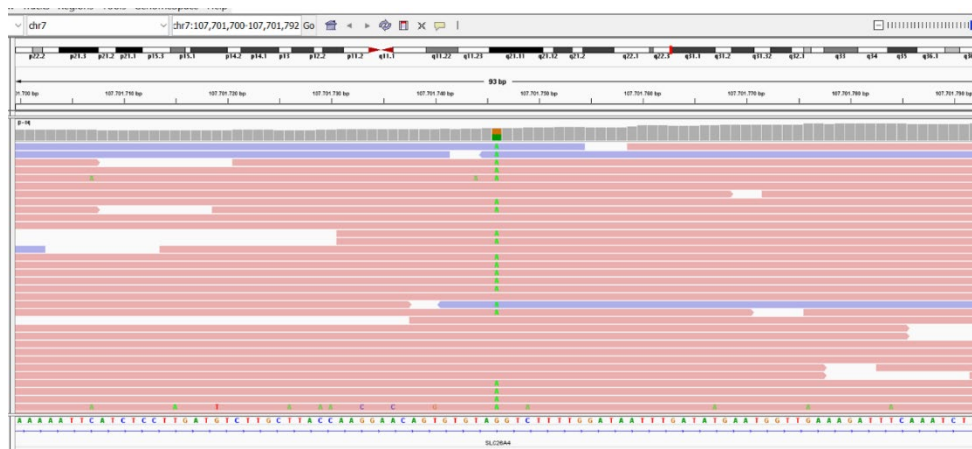 chr7 chr7:107,701,700-107,701,792 Go
p22.2 p21.3 p21.2 p21.1 p15.3 p15.1 p14.2 p14.1 p13 p12.2 p11.2 q11.1 q11.22 q11.23 q21.11 q21.2 q22.1 q22.3 q31.1 q31.2 q31.31 q32.1 q33 q34 q35 q36.1
93 bp
107.701.710 bp 107.701.720 bp 107.701.730 bp 107.701.740 bp 107.701.750 bp 107.701.760 bp 107.701.770 bp 107.701.780 bp 107.701.790 bp
A
A
A
A
A A A
A
A
A
A
A
A
A
A
A
A
A
A
A
A
A A T A A A C C G A A A A A
A A A A A T T C A T C T C C T T G A T G T C T T G C T T A C C A A G G A A C A G T G T G T A G G T C T T T T G G A T A A T T T G A T A T G A A T G G T T G A A A G A T T T C A A A T C T
SLC26A4